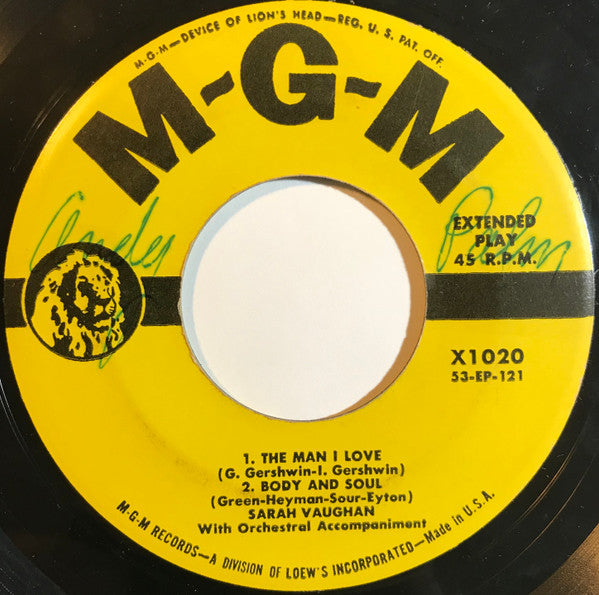 M-G-M—DEVICE OF LION'S HEAD—REG. U. S. PAT. OFF.
M-G-M
Andy
EXTENDED
PLAY
45 R.P.M.
X1020
53-EP-121
1. THE MAN I LOVE
(G. Gershwin-I. Gershwin)
2. BODY AND SOUL
(Green-Heyman-Sour-Eyton)
SARAH VAUGHAN
With Orchestral Accompaniment
M-G-M RECORDS—A DIVISION OF LOEW'S INCORPORATED—Made in U.S.A.